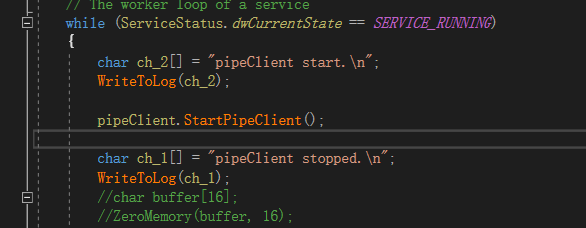 // The worker loop of a service
while (ServiceStatus.dwCurrentState == SERVICE_RUNNING)
{
char ch_2[] = "pipeClient start.\n";
WriteToLog(ch_2);
pipeClient.StartPipeClient();
char ch_1[] = "pipeClient stopped.\n";
WriteToLog(ch_1);
//char buffer[16];
//ZeroMemory(buffer, 16);